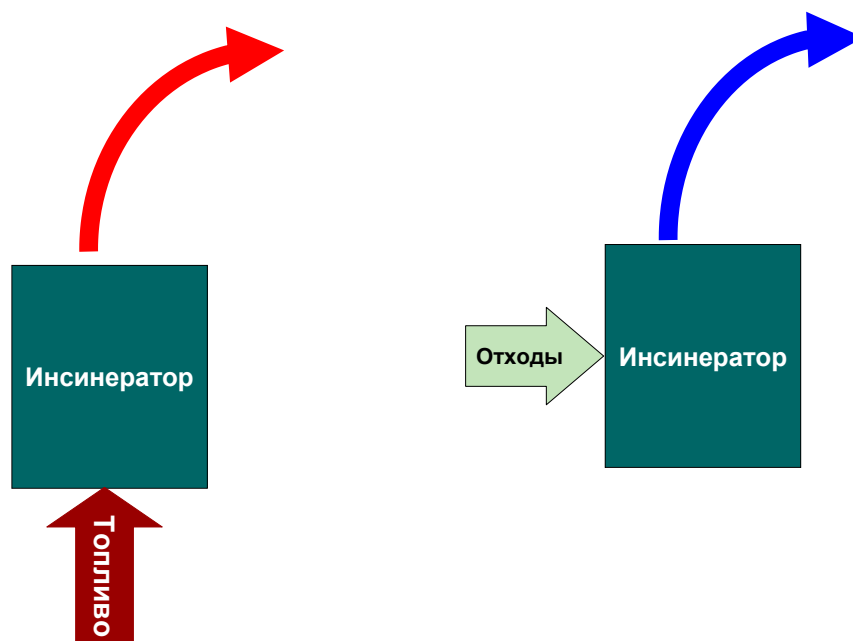 Инсинератор
Топливо
Отходы
Инсинератор